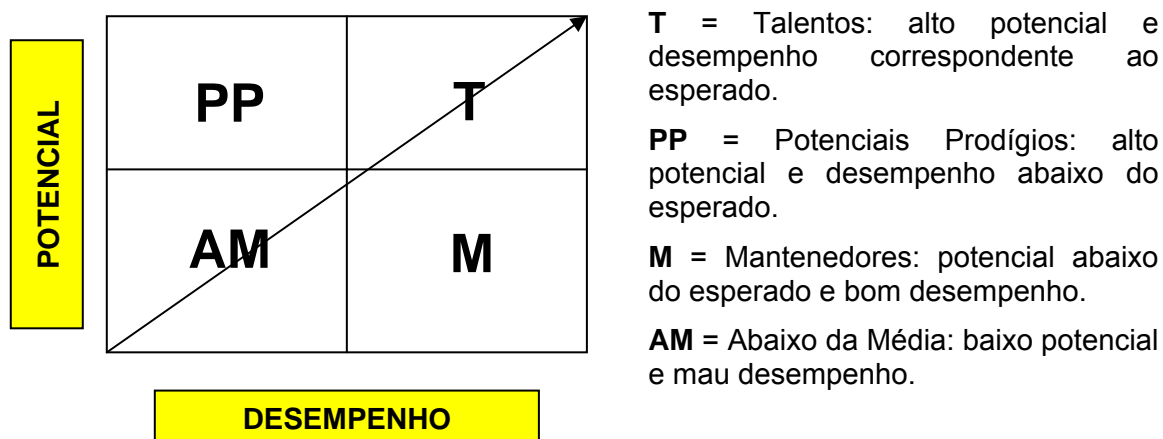 POTENCIAL
PP
T
AM
M
DESEMPENHO
T = Talentos: alto potencial e
desempenho correspondente ao
esperado.
PP = Potenciais Prodígios: alto
potencial e desempenho abaixo do
esperado.
M = Mantenedores: potencial abaixo
do esperado e bom desempenho.
AM = Abaixo da Média: baixo potencial
e mau desempenho.